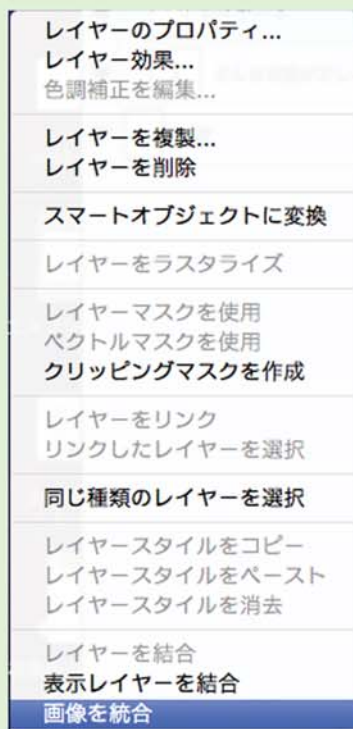 レイヤーのプロパティ...
レイヤー効果...
色調補正を編集...
レイヤーを複製...
レイヤーを削除
スマートオブジェクトに変換
レイヤーをラスタライズ
レイヤーマスクを使用
ベクトルマスクを使用
クリッピングマスクを作成
レイヤーをリンク
リンクしたレイヤーを選択
同じ種類のレイヤーを選択
レイヤースタイルをコピー
レイヤースタイルをペースト
レイヤースタイルを消去
レイヤーを結合
表示レイヤーを結合
画像を統合